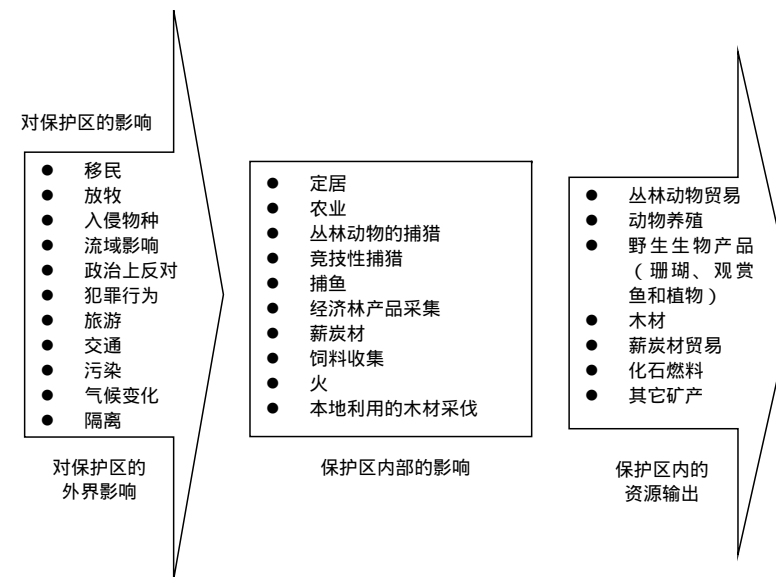 对保护区的影响
● 移民
● 放牧
● 入侵物种
● 流域影响
● 政治上反对
● 犯罪行为
● 旅游
● 交通
● 污染
● 气候变化
● 隔离
对保护区的
外界影响
● 定居
● 农业
● 丛林动物的捕猎
● 竞技性捕猎
● 捕鱼
● 经济林产品采集
● 薪炭材
● 饲料收集
● 火
● 本地利用的木材采伐
保护区内部的影响
● 丛林动物贸易
● 动物养殖
● 野生生物产品
（珊瑚、观赏
鱼和植物）
● 木材
● 薪炭材贸易
● 化石燃料
● 其它矿产
保护区内的
资源输出